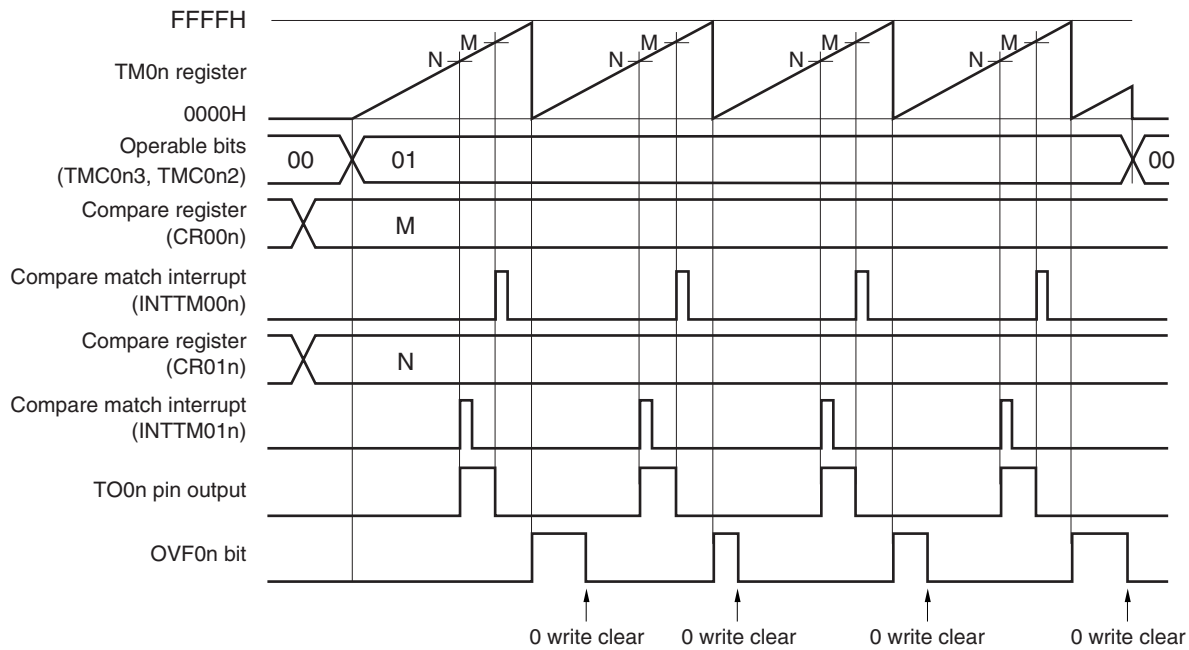 FFFFH
M M M M
N N N N
TM0n register
0000H
Operable bits
(TMC0n3, TMC0n2)
00 01 00
Compare register
(CR00n)
M
Compare match interrupt
(INTTM00n)
Compare register
(CR01n)
N
Compare match interrupt
(INTTM01n)
TO0n pin output
OVF0n bit
0 write clear 0 write clear 0 write clear 0 write clear